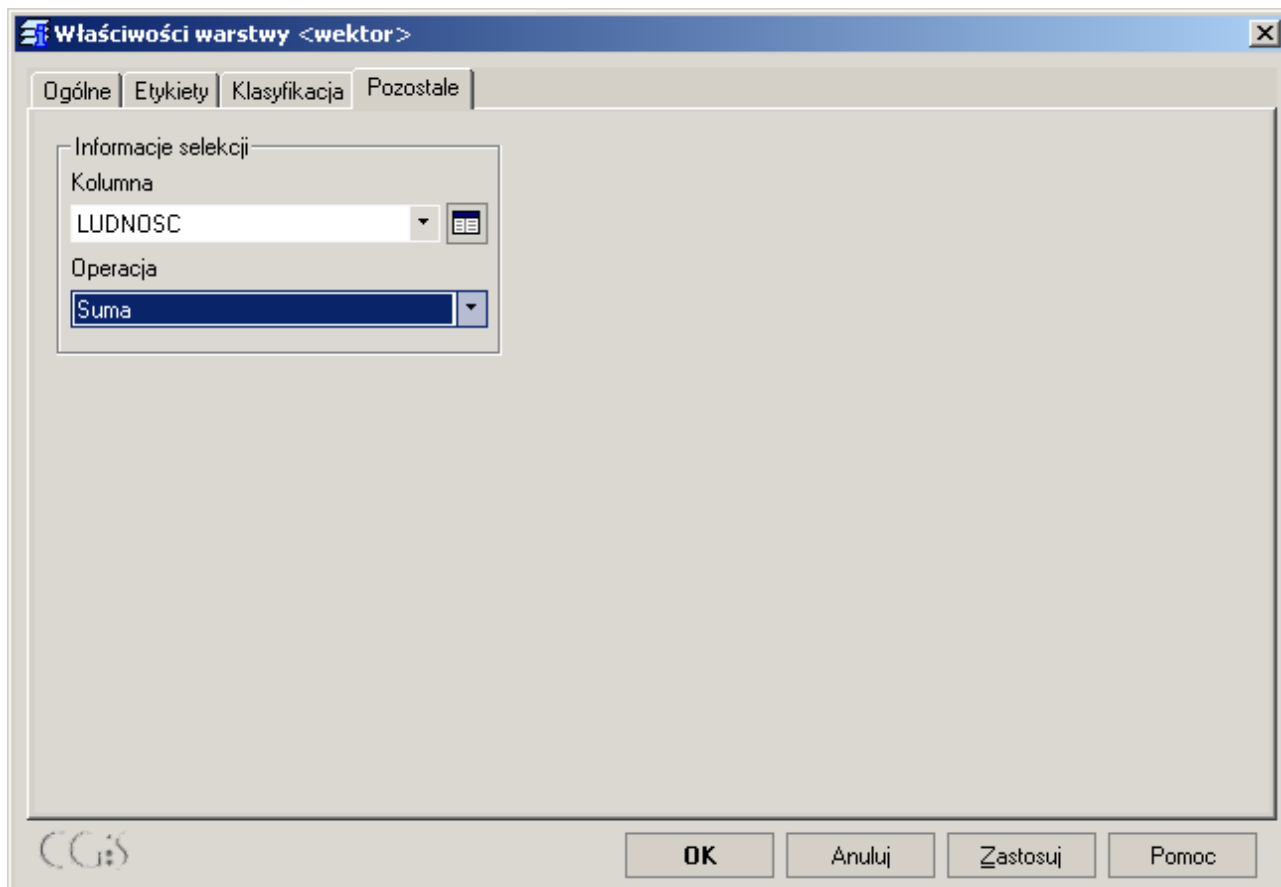 Właściwości warstwy <wektor>
Ogólne Etykiety Klasyfikacja Pozostałe
Informacje selekcji
Kolumna
LUDNOSC
Operacja
Suma
CGiS OK Anuluj Zastosuj Pomoc